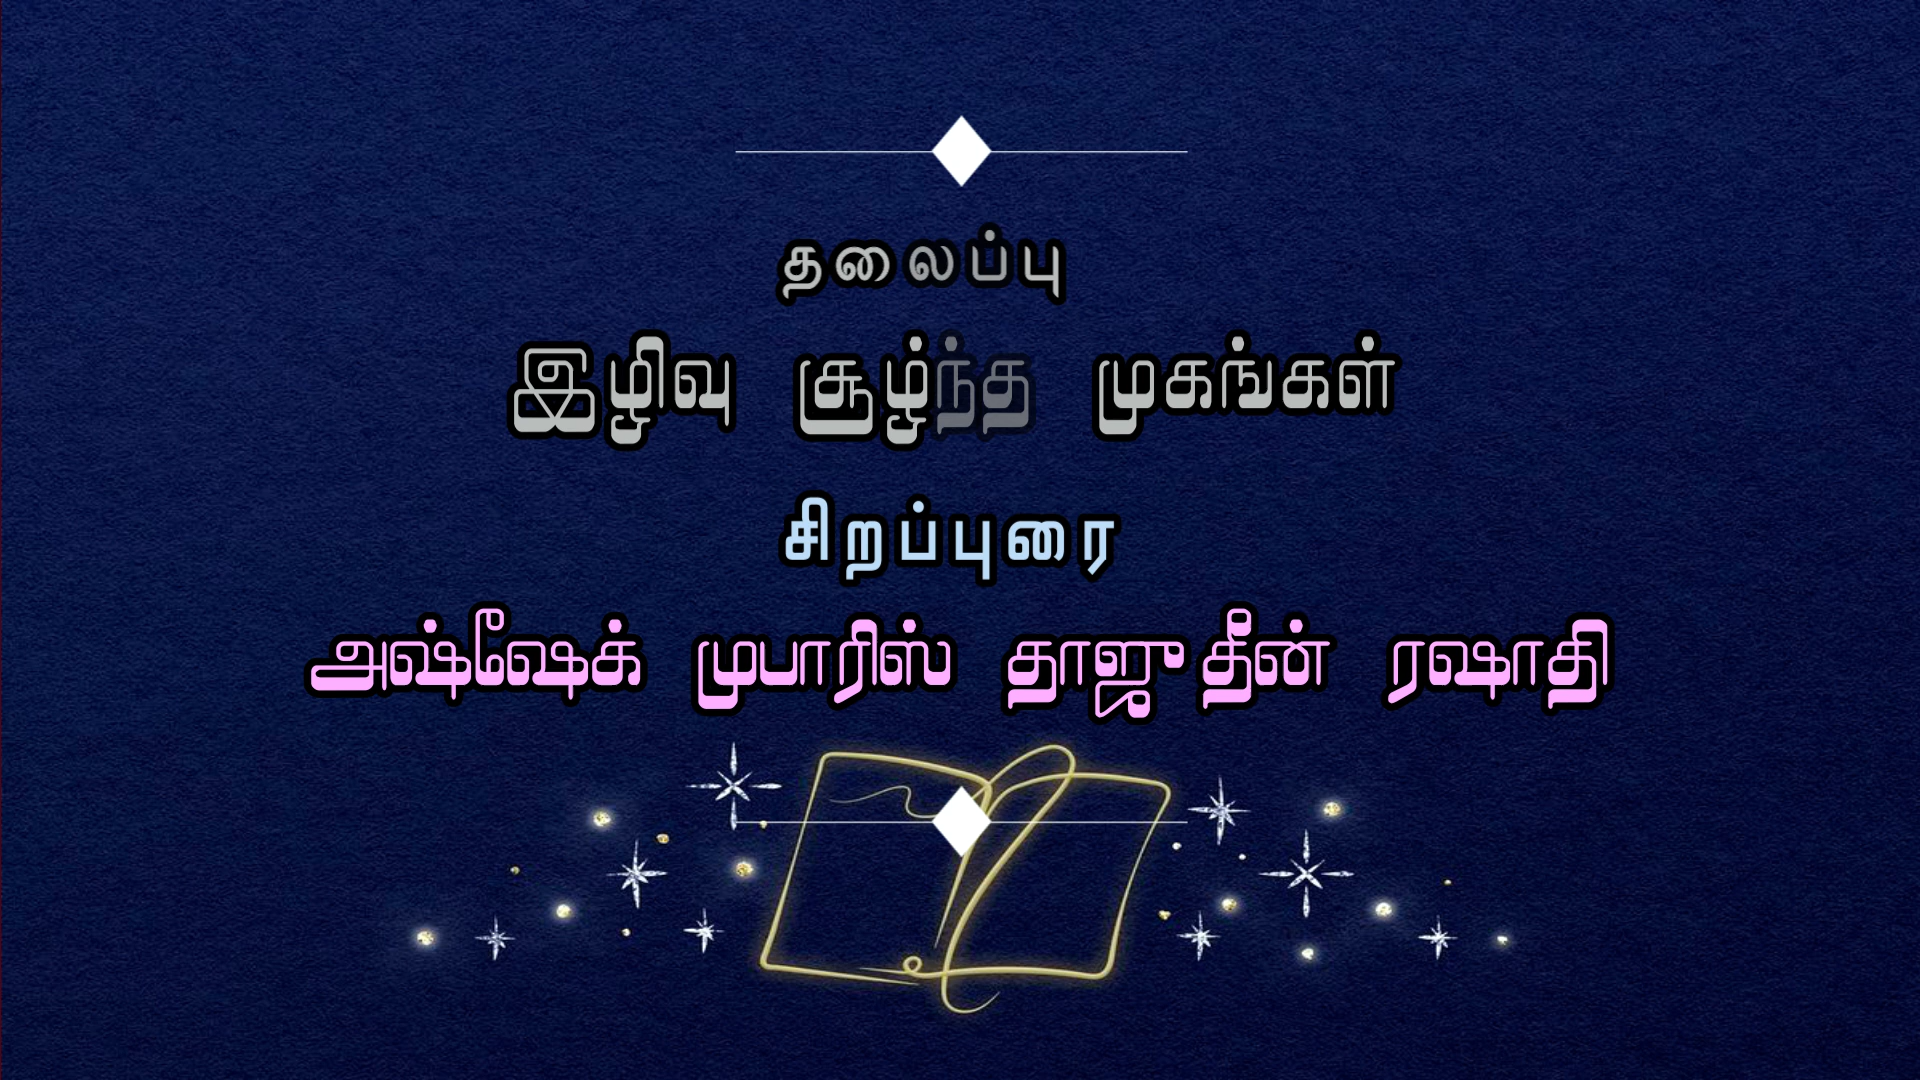 தலைப்பு
இழிவு சூழ்ந்த முகங்கள்
சிறப்புரை
அஷ்ஷேக் முபாரிஸ் தாஜுதீன் ரஷாதி